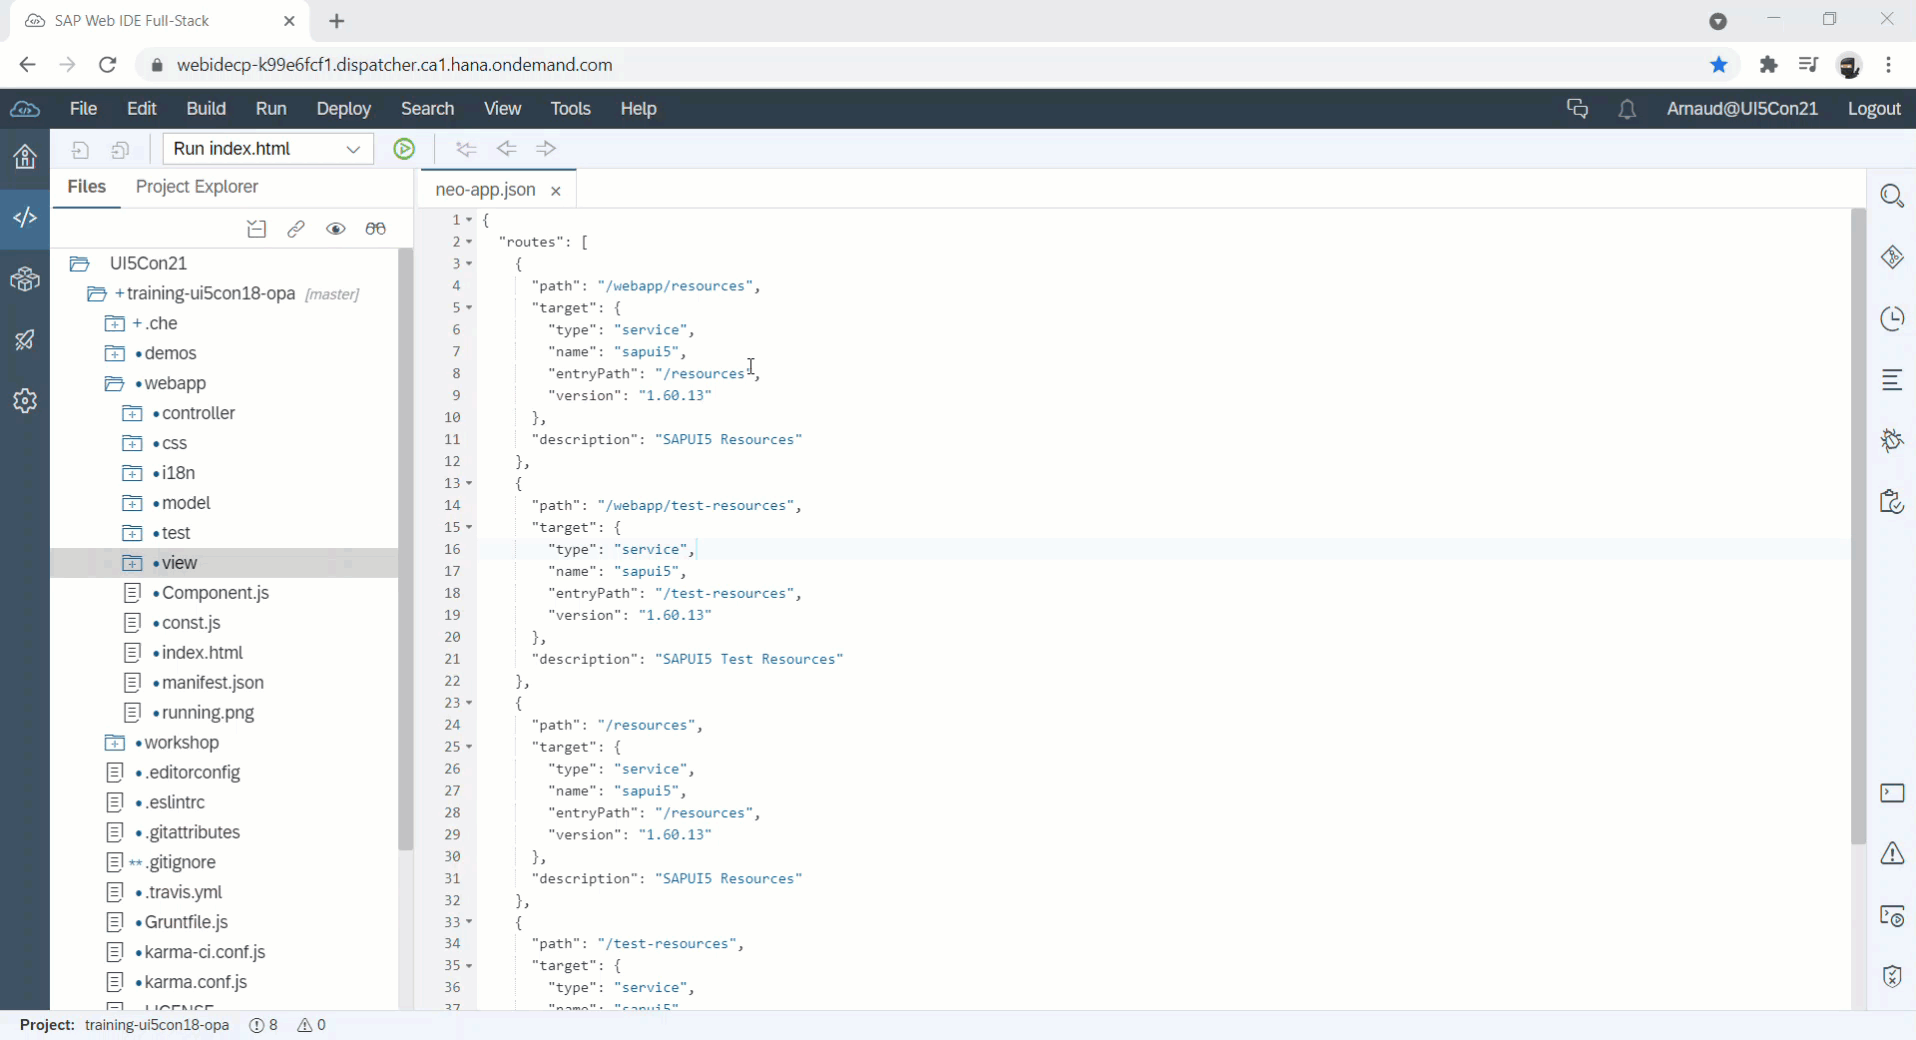 SAP Web IDE Full-Stack
webidecp-k99e6fcf1.dispatcher.ca1.hana.ondemand.com
File Edit Build Run Deploy Search View Tools Help Arnaud@UI5Con21 Logout
Run index.html
Files Project Explorer
UI5Con21
+training-ui5con18-opa [master]
+ .che
•demos
•webapp
•controller
•css
•i18n
•model
•test
•view
•Component.js
•const.js
•index.html
•manifest.json
•running.png
•workshop
•.editorconfig
•.eslintrc
•.gitattributes
**.gitignore
•.travis.yml
•Gruntfile.js
•karma-ci.conf.js
•karma.conf.js
neo-app.json
1 {
2 "routes": [
3 {
4 "path": "/webapp/resources",
5 "target": {
6 "type": "service",
7 "name": "sapui5",
8 "entryPath": "/resources",
9 "version": "1.60.13"
10 },
11 "description": "SAPUI5 Resources"
12 },
13 {
14 "path": "/webapp/test-resources",
15 "target": {
16 "type": "service",
17 "name": "sapui5",
18 "entryPath": "/test-resources",
19 "version": "1.60.13"
20 },
21 "description": "SAPUI5 Test Resources"
22 },
23 {
24 "path": "/resources",
25 "target": {
26 "type": "service",
27 "name": "sapui5",
28 "entryPath": "/resources",
29 "version": "1.60.13"
30 },
31 "description": "SAPUI5 Resources"
32 },
33 {
34 "path": "/test-resources",
35 "target": {
36 "type": "service",
37 "name": "sapui5"
Project: training-ui5con18-opa 8 0